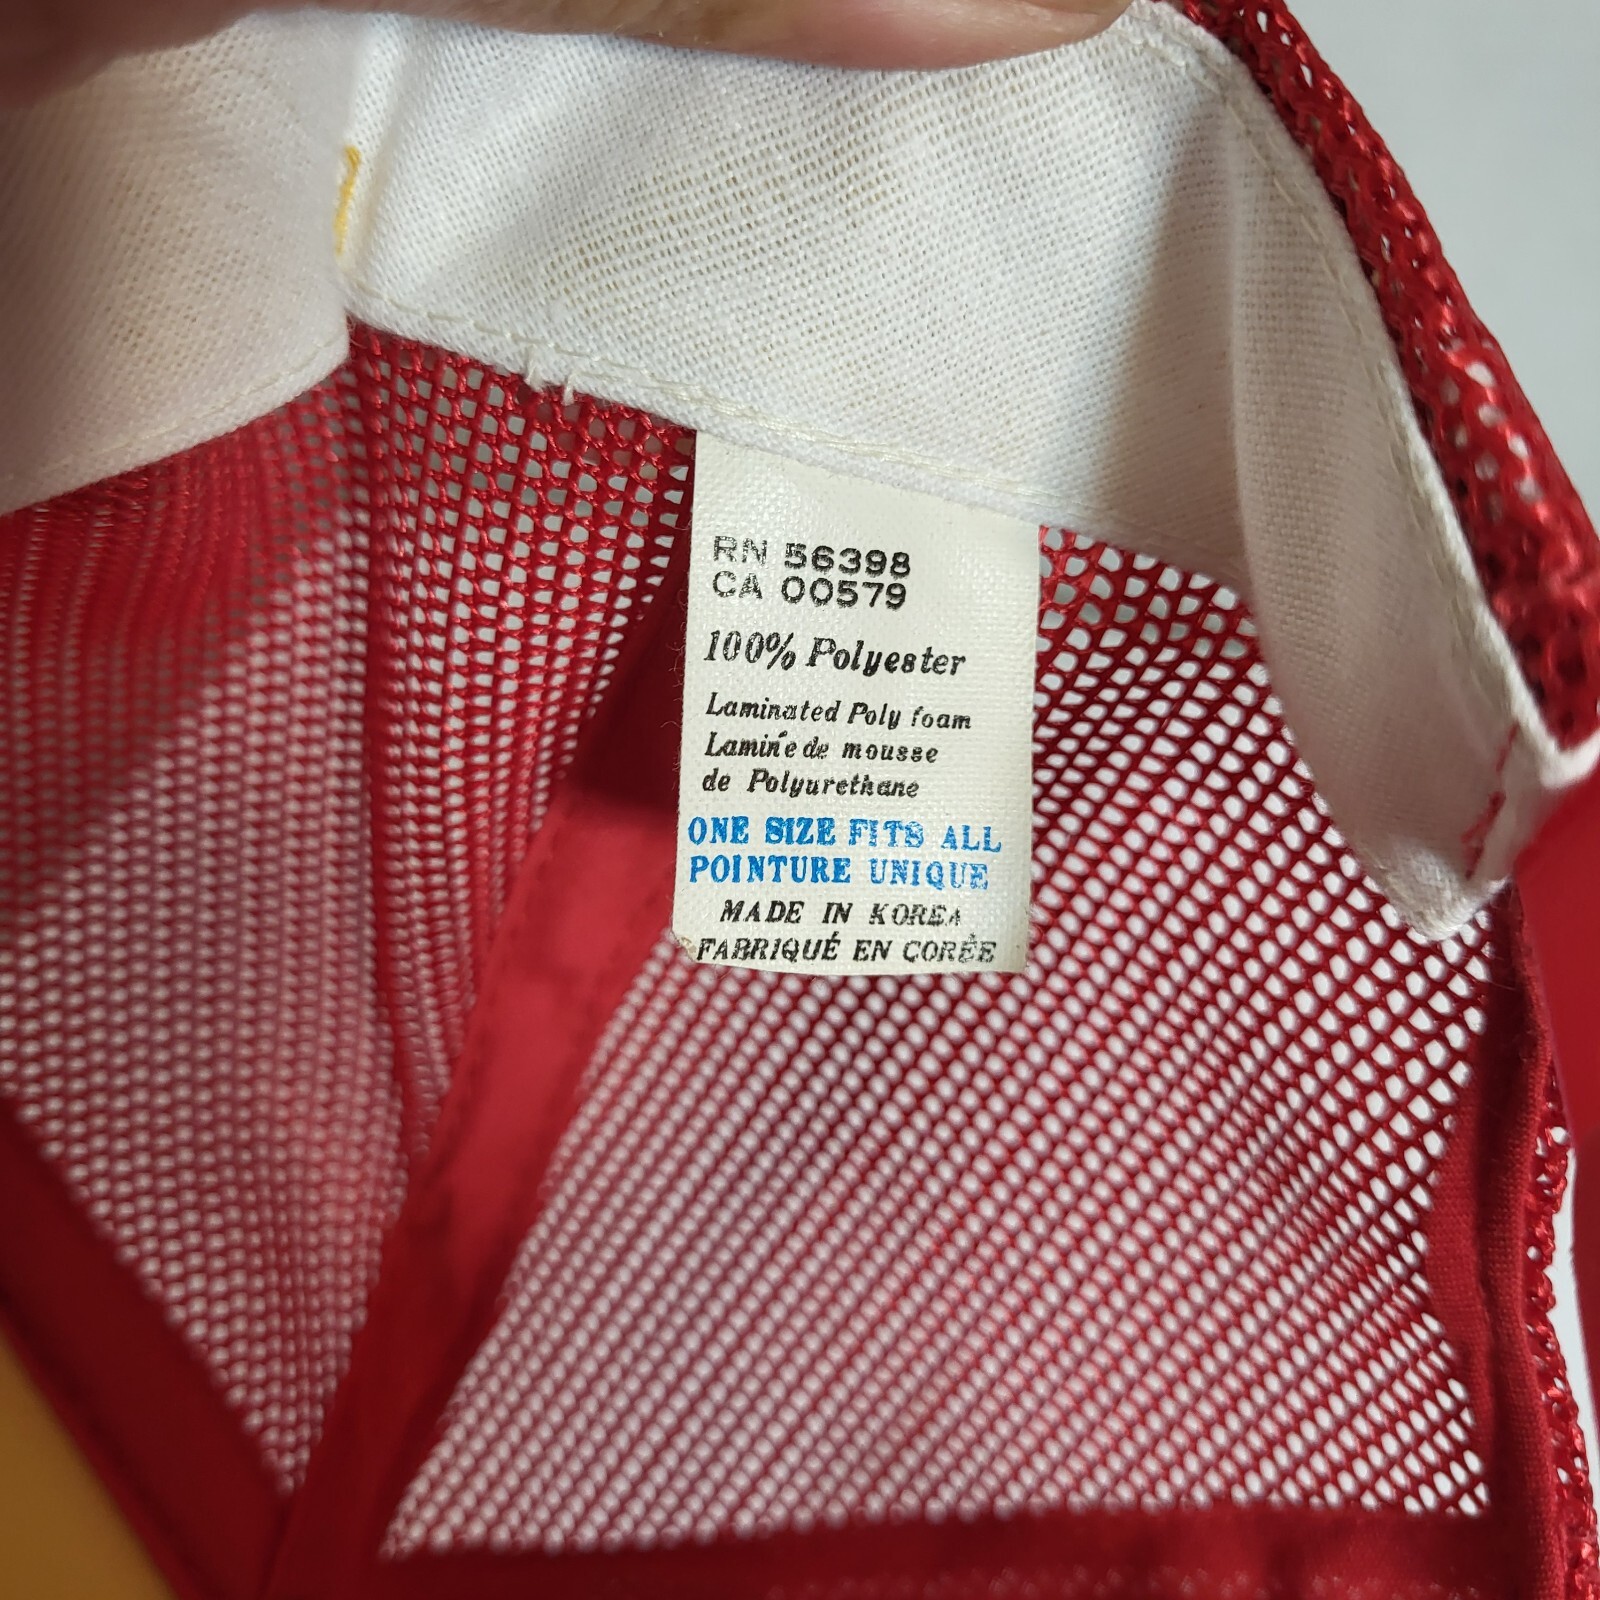 RN 56398
CA 00579
100% Polyester
Laminated Poly foam
Laminée de mousse
de Polyurethane
ONE SIZE FITS ALL
POINTURE UNIQUE
MADE IN KOREA
FABRIQUÉ EN CORÉE